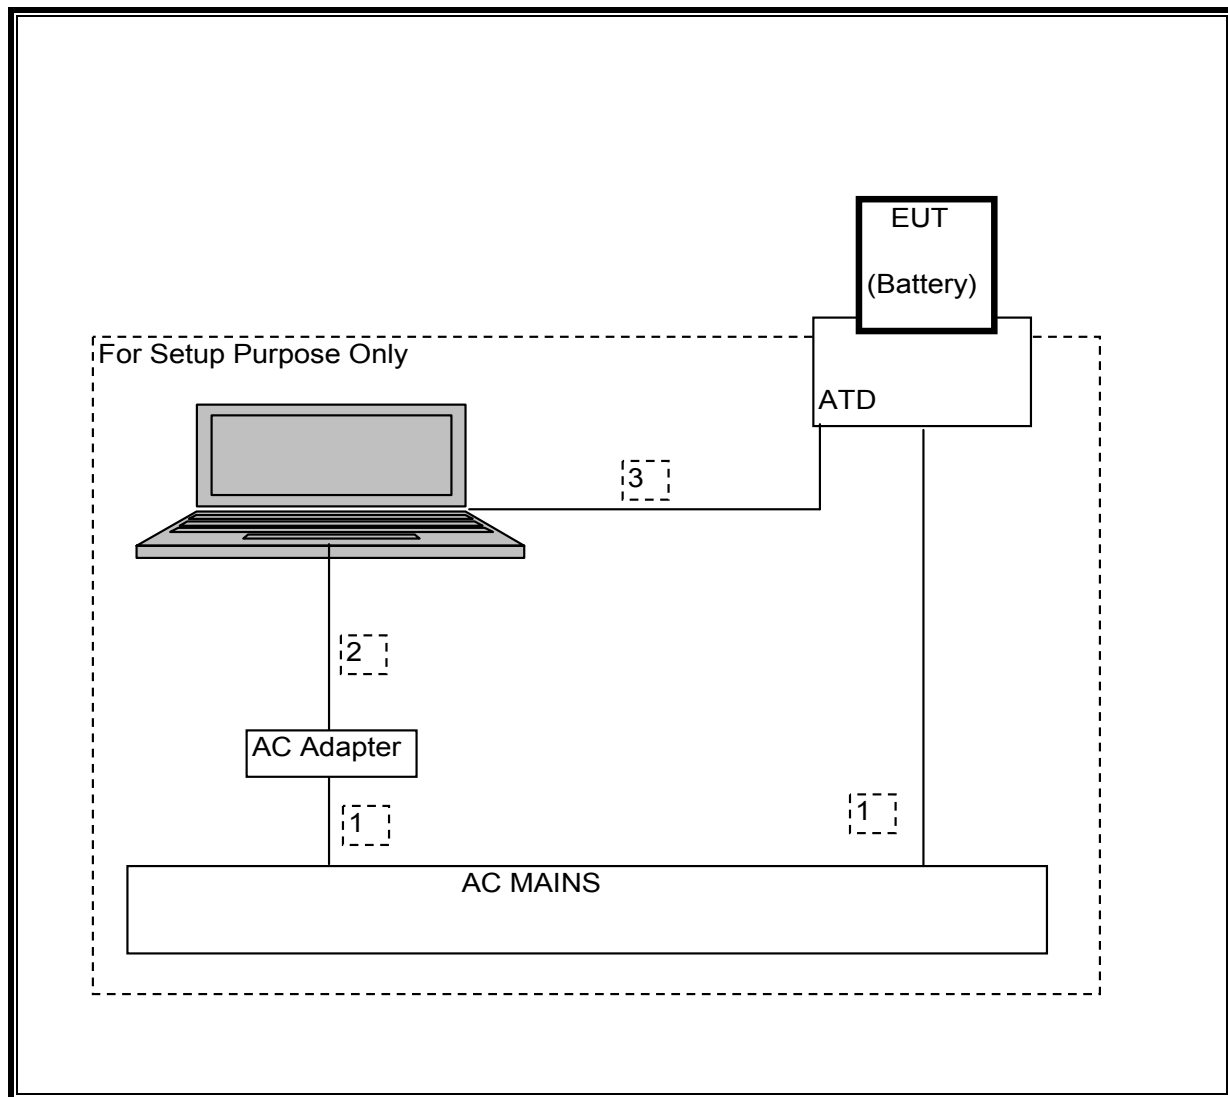 EUT
(Battery)
For Setup Purpose Only
ATD
3
2
AC Adapter
1
1
AC MAINS